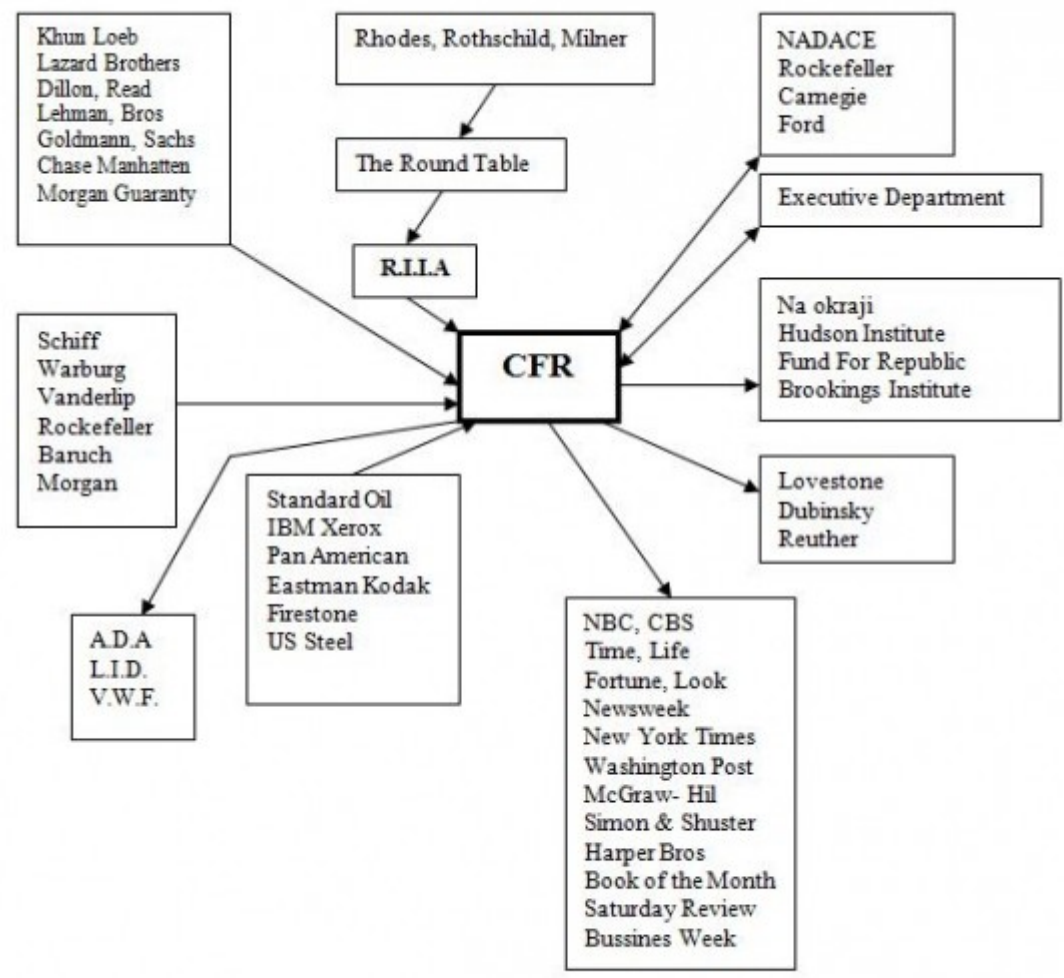 Khun Loeb
Lazard Brothers
Dillon, Read
Lehman, Bros
Goldmann, Sachs
Chase Manhatten
Morgan Guaranty
Rhodes, Rothschild, Milner
The Round Table
R.I.I.A
NADACE
Rockefeller
Carnegie
Ford
Executive Department
CFR
Schiff
Warburg
Vanderlip
Rockefeller
Baruch
Morgan
Na okraji
Hudson Institute
Fund For Republic
Brookings Institute
Standard Oil
IBM Xerox
Pan American
Eastman Kodak
Firestone
US Steel
Lovestone
Dubinsky
Reuther
A.D.A
L.I.D.
V.W.F.
NBC, CBS
Time, Life
Fortune, Look
Newsweek
New York Times
Washington Post
McGraw- Hil
Simon & Shuster
Harper Bros
Book of the Month
Saturday Review
Bussines Week